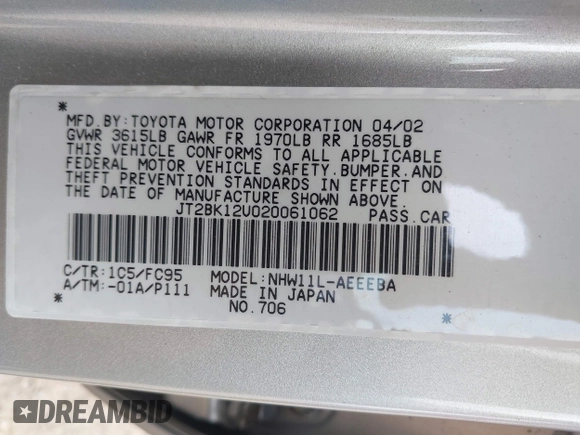 MFD.BY:TOYOTA MOTOR CORPORATION 04/02
GVWR 3615LB GAWR FR 1970LB RR 1685LB
THIS VEHICLE CONFORMS TO ALL APPLICABLE
FEDERAL MOTOR VEHICLE SAFETY.BUMPER.AND
THEFT PREVENTION STANDARDS IN EFFECT ON
THE DATE OF MANUFACTURE SHOWN ABOVE.
JT2BK12U020061062 PASS.CAR
C/TR:1C5/FC95 MODEL:NHW11L-AEEEBA
A/TM:-01A/P111 MADE IN JAPAN
NO.706
DREAMBID